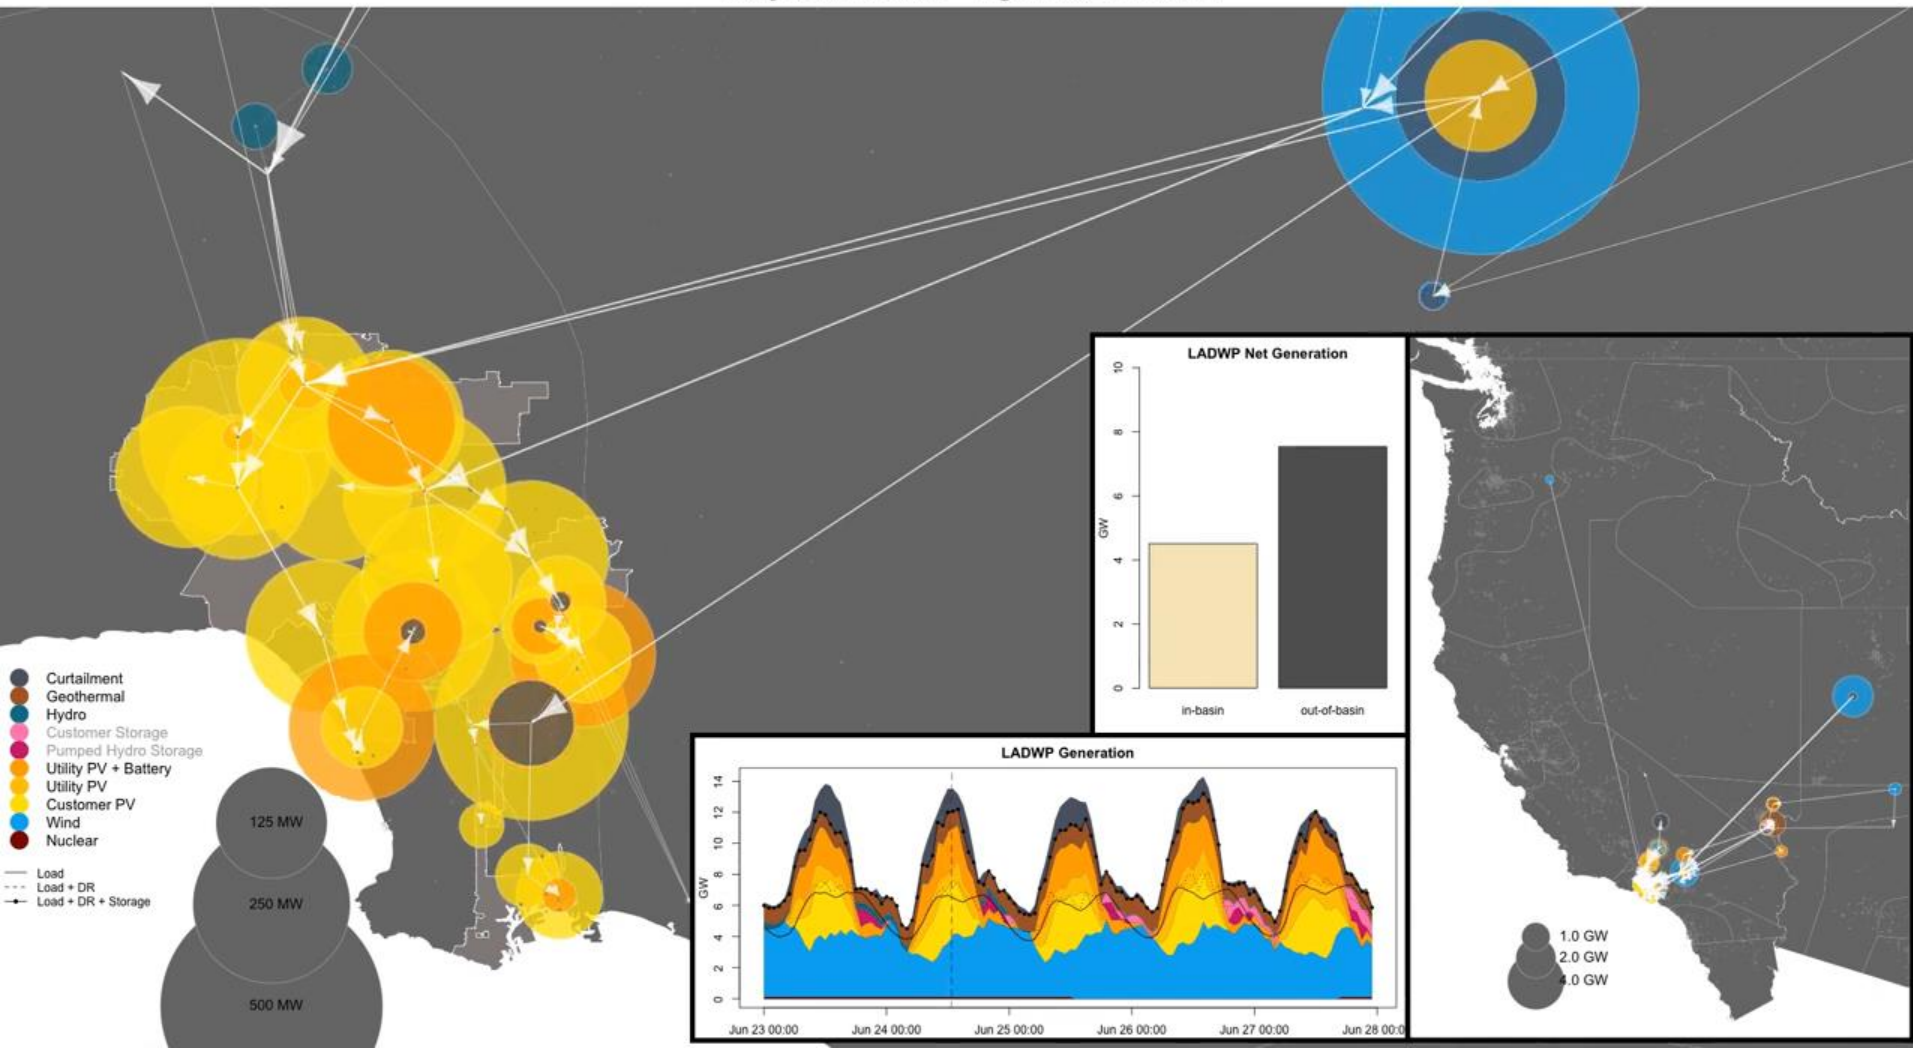 Curtailment
Geothermal
Hydro
Customer Storage
Pumped Hydro Storage
Utility PV + Battery
Utility PV
Customer PV
Wind
Nuclear
Load
Load + DR
Load + DR + Storage
125 MW
250 MW
500 MW
LADWP Net Generation
10
8
6
4
2
0
GW
in-basin
out-of-basin
LADWP Generation
14
12
10
8
6
4
2
0
GW
Jun 23 00:00
Jun 24 00:00
Jun 25 00:00
Jun 26 00:00
Jun 27 00:00
Jun 28 00:0
1.0 GW
2.0 GW
4.0 GW